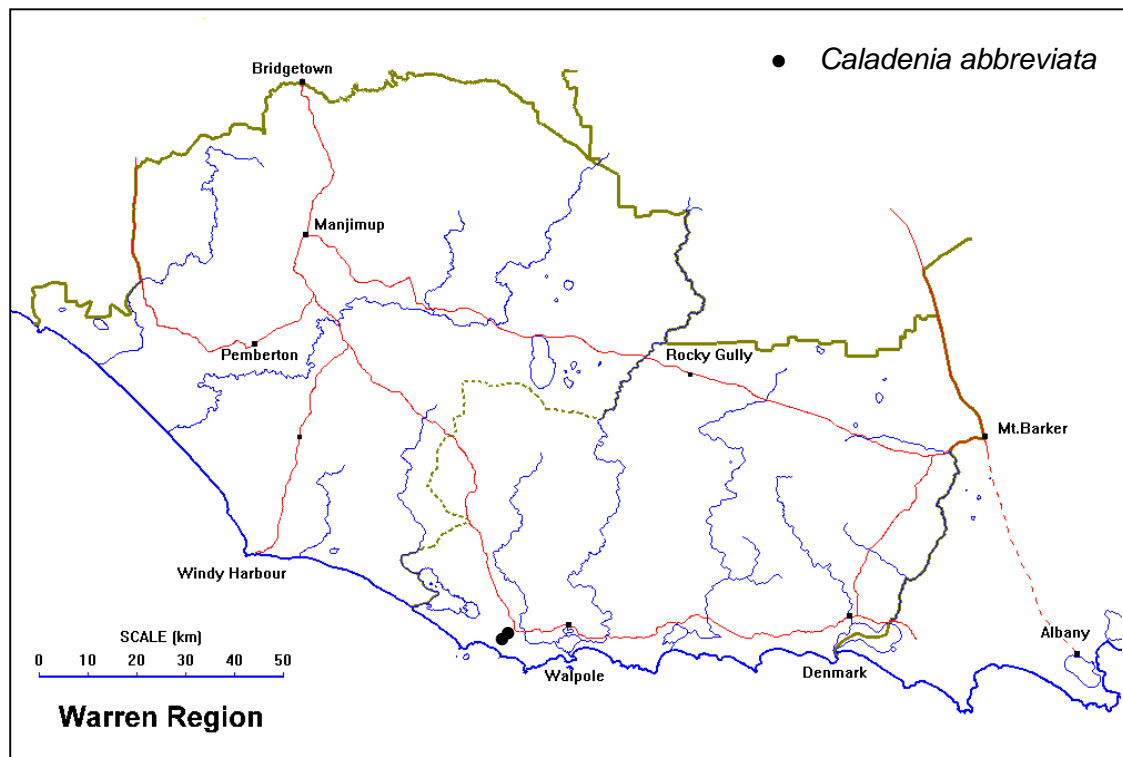 ● Caladenia abbreviata
Bridgetown
Manjimup
Pemberton
Rocky Gully
Mt.Barker
Windy Harbour
SCALE (km)
0 10 20 30 40 50
Walpole
Denmark
Albany
Warren Region